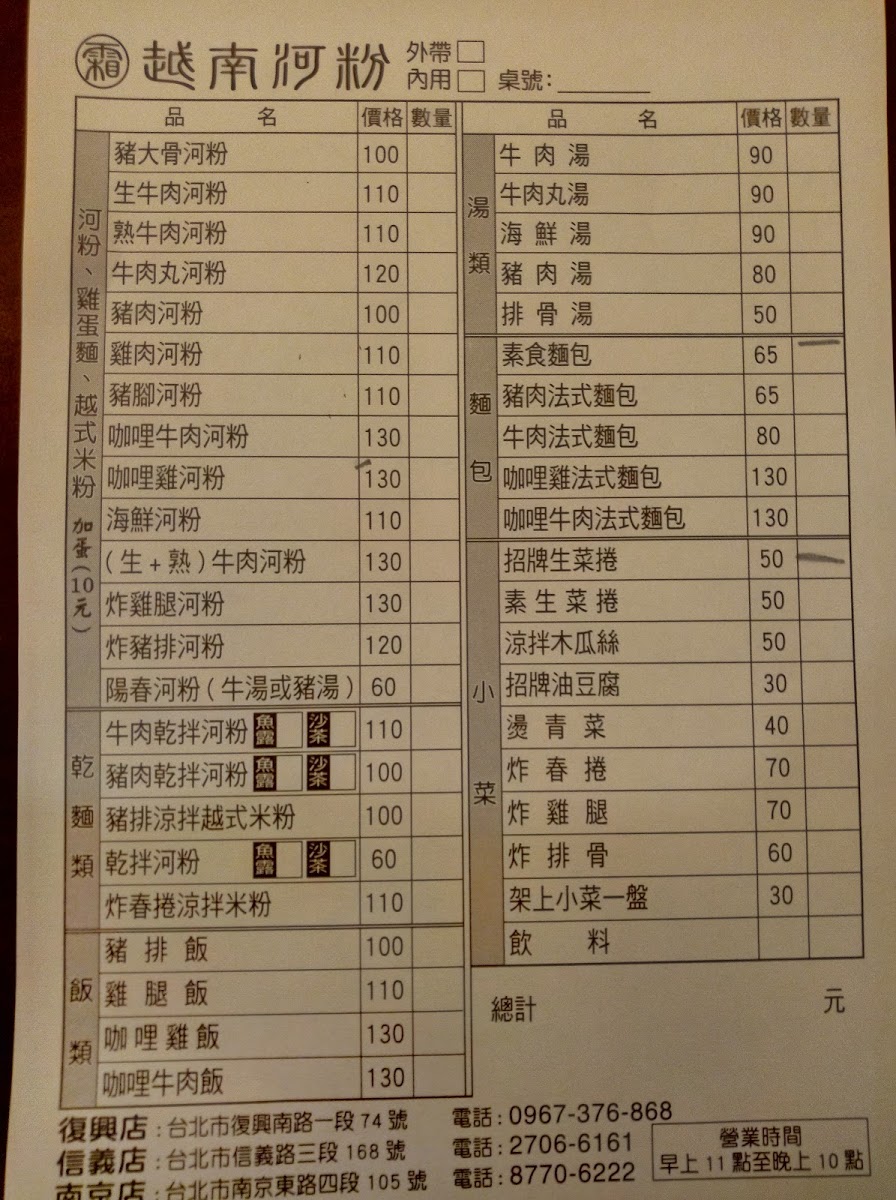 霜 越南河粉 外帶
內用 桌號:
品 名 價格 數量
河粉、雞蛋麵、越式米粉 加蛋(10元)
豬大骨河粉 100
生牛肉河粉 110
熟牛肉河粉 110
牛肉丸河粉 120
豬肉河粉 100
雞肉河粉 110
豬腳河粉 110
咖哩牛肉河粉 130
咖哩雞河粉 130
海鮮河粉 110
(生+熟)牛肉河粉 130
炸雞腿河粉 130
炸豬排河粉 120
陽春河粉(牛湯或豬湯) 60
乾麵類
牛肉乾拌河粉 魚露 沙茶 110
豬肉乾拌河粉 魚露 沙茶 100
豬排涼拌越式米粉 100
乾拌河粉 魚露 沙茶 60
炸春捲涼拌米粉 110
飯類
豬排飯 100
雞腿飯 110
咖哩雞飯 130
咖哩牛肉飯 130
品 名 價格 數量
湯類
牛肉湯 90
牛肉丸湯 90
海鮮湯 90
豬肉湯 80
排骨湯 50
麵包
素食麵包 65
豬肉法式麵包 65
牛肉法式麵包 80
咖哩雞法式麵包 130
咖哩牛肉法式麵包 130
小菜
招牌生菜捲 50
素生菜捲 50
涼拌木瓜絲 50
招牌油豆腐 30
燙青菜 40
炸春捲 70
炸雞腿 70
炸排骨 60
架上小菜一盤 30
飲料
總計 元
復興店:台北市復興南路一段74號 電話:0967-376-868
信義店:台北市信義路三段168號 電話:2706-6161
南京店:台北市南京東路四段105號 電話:8770-6222
營業時間
早上11點至晚上10點